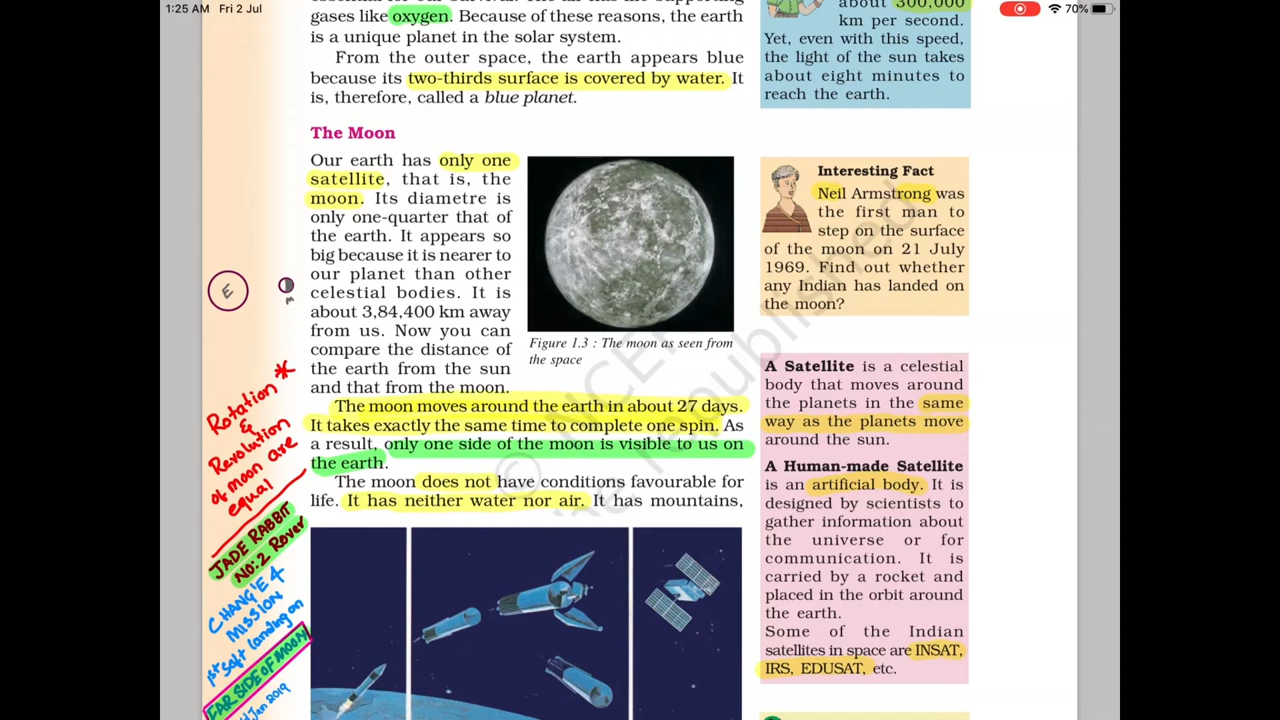 1:25 AM Fri 2 Jul
70%
gases like oxygen. Because of these reasons, the earth
is a unique planet in the solar system.
From the outer space, the earth appears blue
because its two-thirds surface is covered by water. It
is, therefore, called a blue planet.
The Moon
Our earth has only one
satellite, that is, the
moon. Its diametre is
only one-quarter that of
the earth. It appears so
big because it is nearer to
our planet than other
celestial bodies. It is
about 3,84,400 km away
from us. Now you can
compare the distance of
the earth from the sun
and that from the moon.
Figure 1.3 : The moon as seen from
the space
The moon moves around the earth in about 27 days.
It takes exactly the same time to complete one spin. As
a result, only one side of the moon is visible to us on
the earth.
The moon does not have conditions favourable for
life. It has neither water nor air. It has mountains,
E
m
Rotation *
&
Revolution
of moon are
equal
JADE RABBIT
NO:2 Rover
CHANG'E 4
MISSION
1st soft landing on
FAR SIDE OF MOON
Jan 2019
about 300,000
km per second.
Yet, even with this speed,
the light of the sun takes
about eight minutes to
reach the earth.
Interesting Fact
Neil Armstrong was
the first man to
step on the surface
of the moon on 21 July
1969. Find out whether
any Indian has landed on
the moon?
A Satellite is a celestial
body that moves around
the planets in the same
way as the planets move
around the sun.
A Human-made Satellite
is an artificial body. It is
designed by scientists to
gather information about
the universe or for
communication. It is
carried by a rocket and
placed in the orbit around
the earth.
Some of the Indian
satellites in space are INSAT,
IRS, EDUSAT, etc.
© NCE
republished